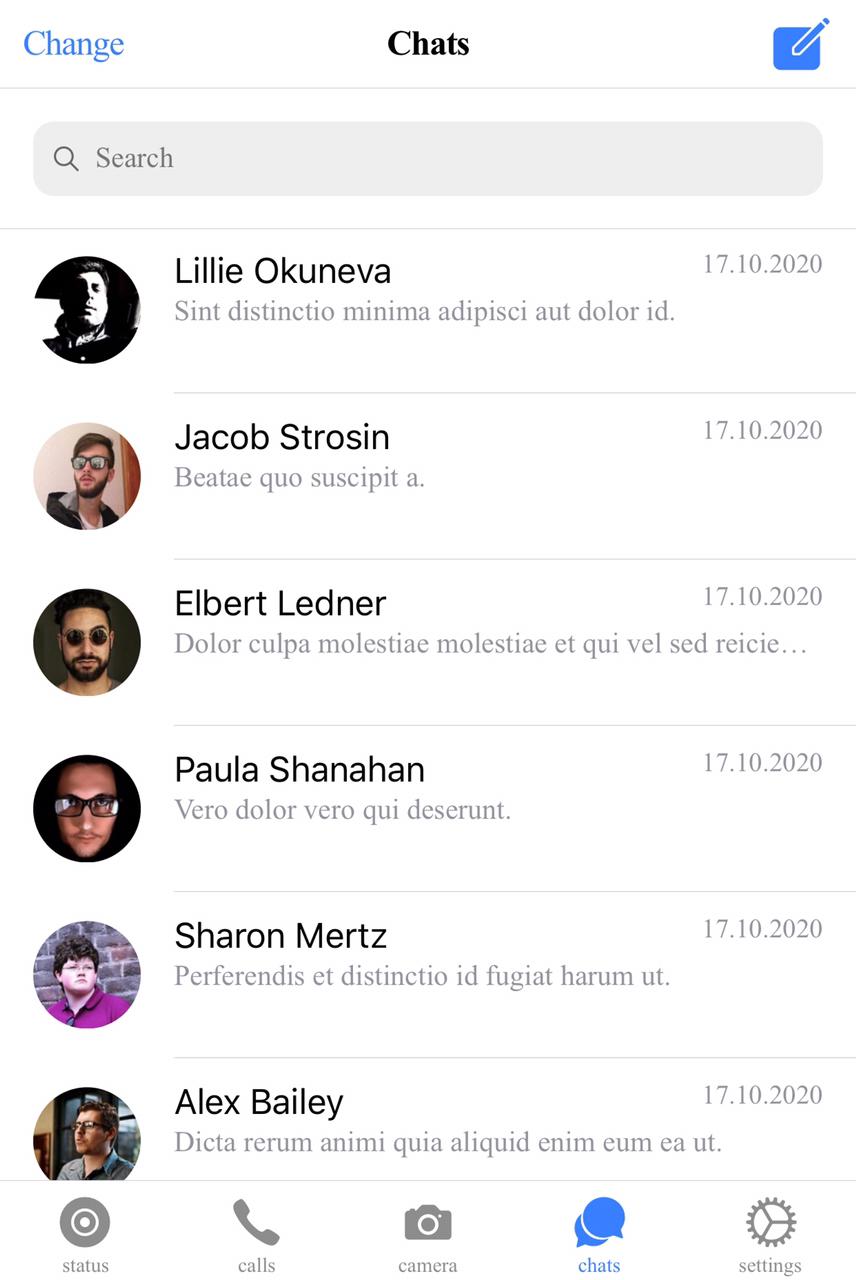 Change
Chats
Search
Lillie Okuneva
17.10.2020
Sint distinctio minima adipisci aut dolor id.
Jacob Strosin
17.10.2020
Beatae quo suscipit a.
Elbert Ledner
17.10.2020
Dolor culpa molestiae molestiae et qui vel sed reicie…
Paula Shanahan
17.10.2020
Vero dolor vero qui deserunt.
Sharon Mertz
17.10.2020
Perferendis et distinctio id fugiat harum ut.
Alex Bailey
17.10.2020
Dicta rerum animi quia aliquid enim eum ea ut.
status
calls
camera
chats
settings